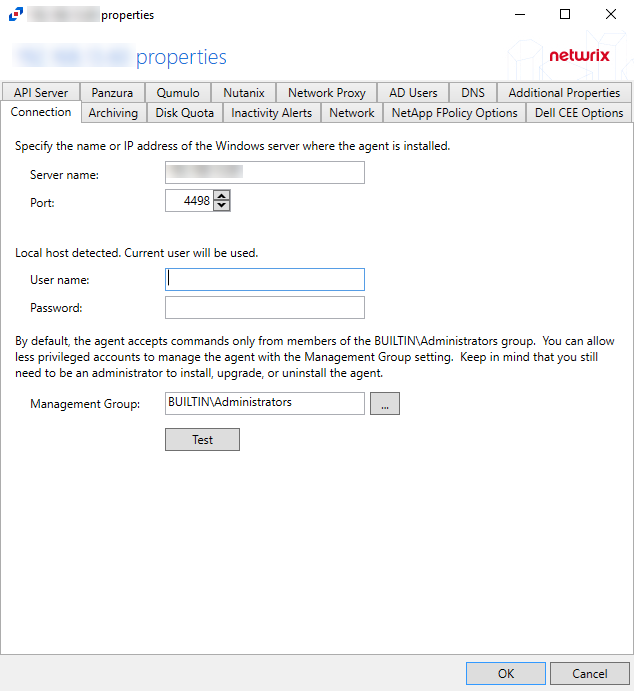 properties
properties
netwrix
API Server Panzura Qumulo Nutanix Network Proxy AD Users DNS Additional Properties
Connection Archiving Disk Quota Inactivity Alerts Network NetApp FPolicy Options Dell CEE Options
Specify the name or IP address of the Windows server where the agent is installed.
Server name:
Port: 4498
Local host detected. Current user will be used.
User name:
Password:
By default, the agent accepts commands only from members of the BUILTIN\Administrators group. You can allow
less privileged accounts to manage the agent with the Management Group setting. Keep in mind that you still
need to be an administrator to install, upgrade, or uninstall the agent.
Management Group: BUILTIN\Administrators ...
Test
OK Cancel